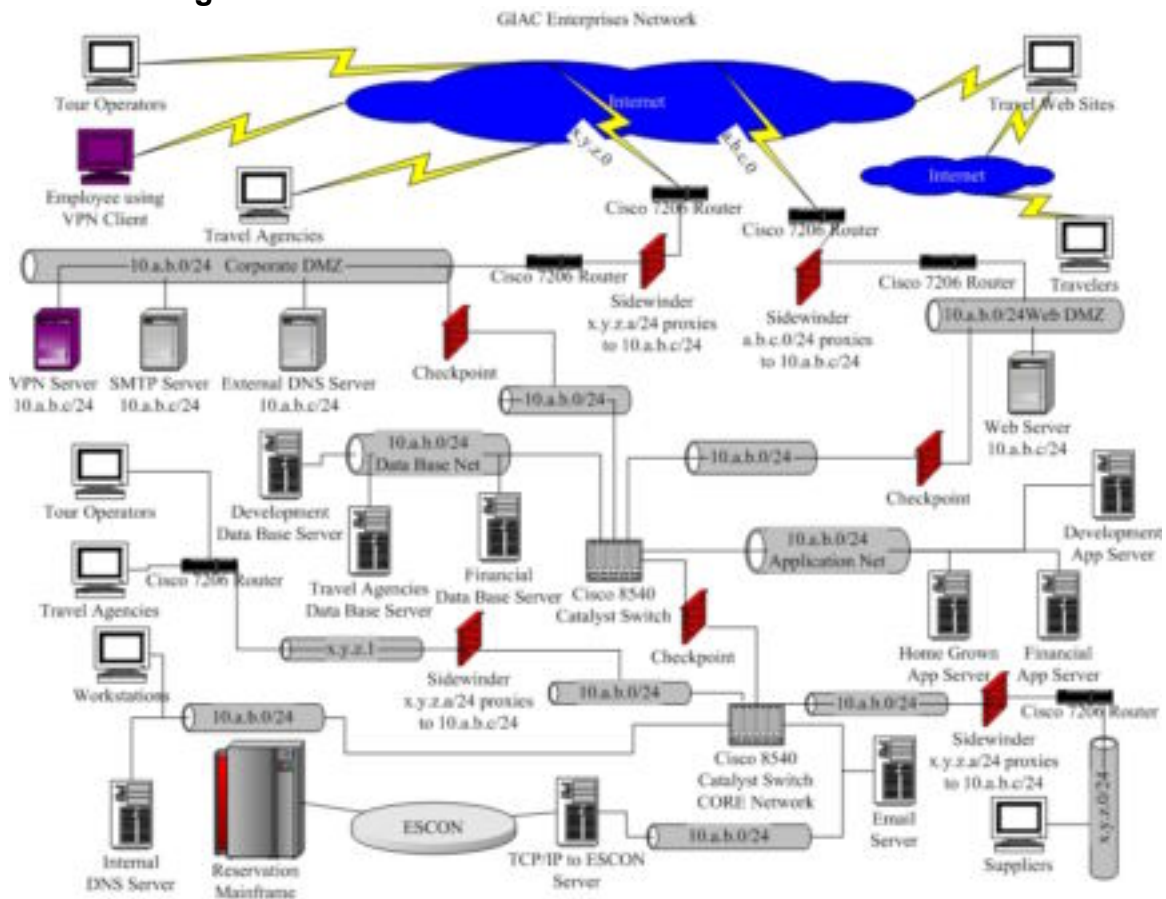 GIAC Enterprises Network
Internet
Tour Operators
Travel Web Sites
x.y.z.0
a.b.c.0
Employee using
VPN Client
Internet
Travel Agencies
Cisco 7206 Router
Cisco 7206 Router
10.a.b.0/24 Corporate DMZ
Cisco 7206 Router
Cisco 7206 Router
Travelers
Sidewinder
x.y.z.a/24 proxies
to 10.a.b.c/24
Sidewinder
a.b.c.0/24 proxies
to 10.a.b.c/24
10.a.b.0/24Web DMZ
VPN Server
10.a.b.c/24
SMTP Server
10.a.b.c/24
External DNS Server
10.a.b.c/24
Checkpoint
10.a.b.0/24
Web Server
10.a.b.c/24
10.a.b.0/24
Data Base Net
10.a.b.0/24
Checkpoint
Tour Operators
Development
Data Base Server
Development
App Server
10.a.b.0/24
Application Net
Cisco 7206 Router
Travel Agencies
Travel Agencies
Data Base Server
Financial
Data Base Server
Cisco 8540
Catalyst Switch
x.y.z.1
Checkpoint
Home Grown
App Server
Financial
App Server
Workstations
Sidewinder
x.y.z.a/24 proxies
to 10.a.b.c/24
10.a.b.0/24
10.a.b.0/24
Cisco 7206 Router
10.a.b.0/24
Cisco 8540
Catalyst Switch
CORE Network
Sidewinder
x.y.z.a/24 proxies
to 10.a.b.c/24
x.y.z.0/24
ESCON
10.a.b.0/24
Email
Server
Suppliers
Internal
DNS Server
Reservation
Mainframe
TCP/IP to ESCON
Server